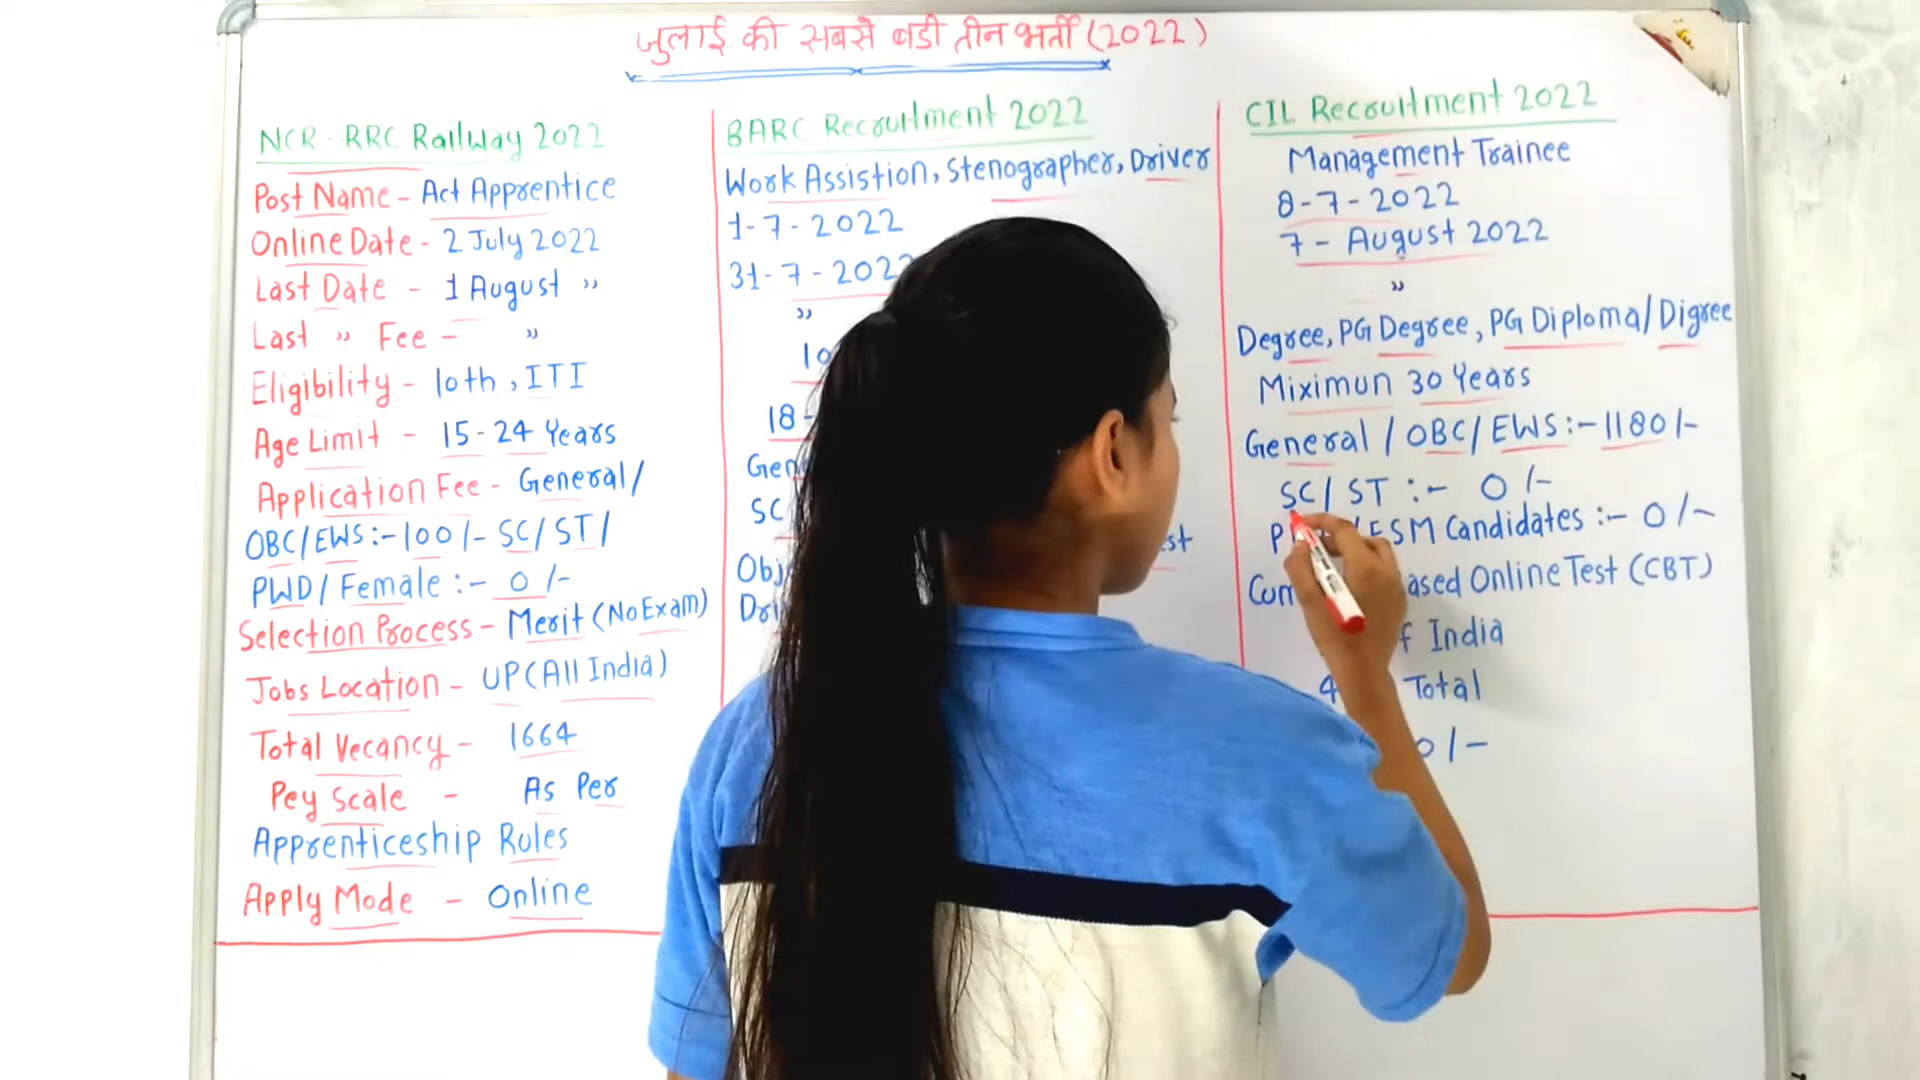 जुलाई की सबसे बडी तीन भर्ती (2022)
NCR - RRC Railway 2022
Post Name - Act Apprentice
Online Date - 2 July 2022
Last Date - 1 August ,,
Last ,, Fee - ,,
Eligibility - 10th , ITI
Age Limit - 15 - 24 Years
Application Fee - General /
OBC/EWS :- 100 /- SC/ ST /
PWD / Female :- 0 /-
Selection Process - Merit (No Exam)
Jobs Location - UP (All India)
Total Vecancy - 1664
Pey Scale - As Per
Apprenticeship Rules
Apply Mode - Online
BARC Recruitment 2022
Work Assistion, Stenographer, Driver
1 - 7 - 2022
31 - 7 - 2022
,,
10
18 -
Gen
SC
Obj
Dri
CIL Recruitment 2022
Management Trainee
8 - 7 - 2022
7 - August 2022
,,
Degree, PG Degree, PG Diploma / Digree
Miximun 30 Years
General / OBC/ EWS :- 1180 /-
SC / ST :- 0 /-
ESM Candidates :- 0 /-
ased Online Test (CBT)
f India
4 Total
0 /-